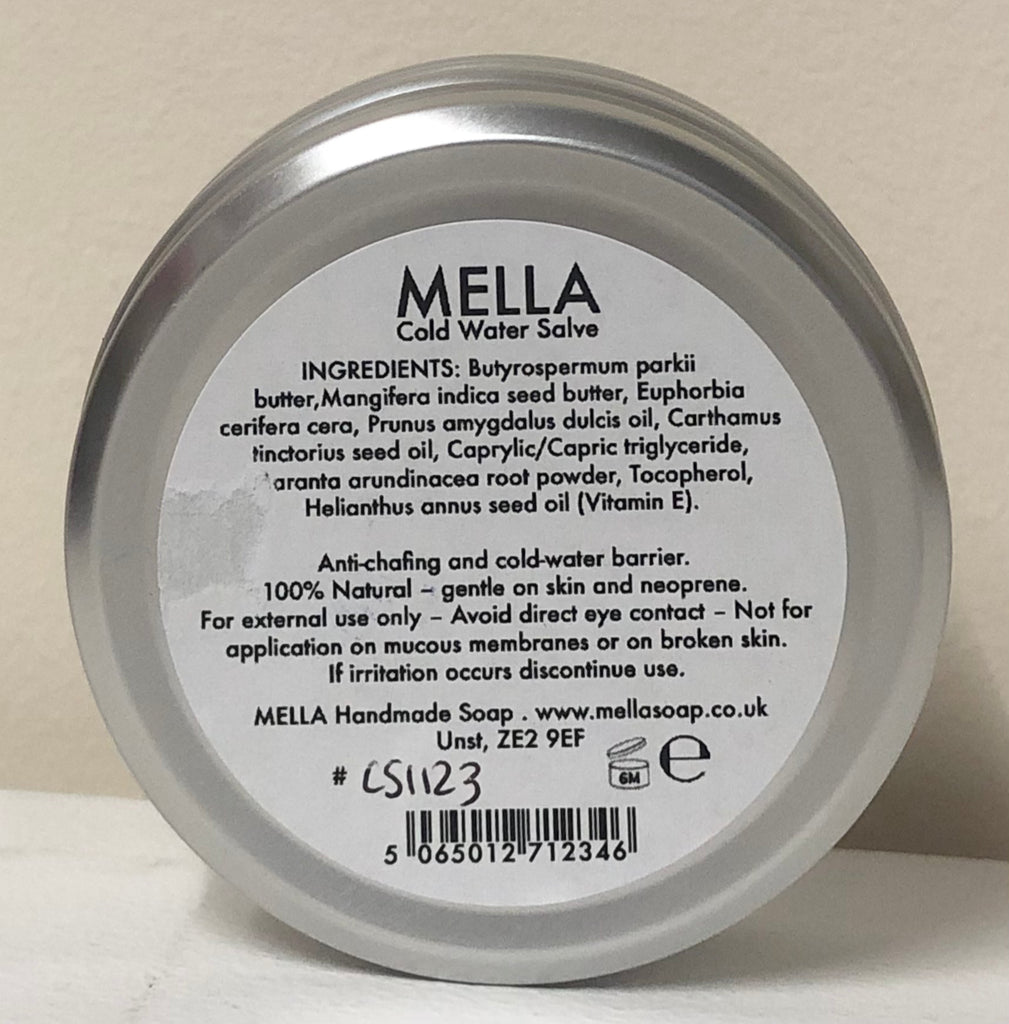 MELLA
Cold Water Salve
INGREDIENTS: Butyrospermum parkii
butter,Mangifera indica seed butter, Euphorbia
cerifera cera, Prunus amygdalus dulcis oil, Carthamus
tinctorius seed oil, Caprylic/Capric triglyceride,
aranta arundinacea root powder, Tocopherol,
Helianthus annus seed oil (Vitamin E).
Anti-chafing and cold-water barrier.
100% Natural – gentle on skin and neoprene.
For external use only – Avoid direct eye contact – Not for
application on mucous membranes or on broken skin.
If irritation occurs discontinue use.
MELLA Handmade Soap . www.mellasoap.co.uk
Unst, ZE2 9EF
# CS1123
6M e
5 065012 712346